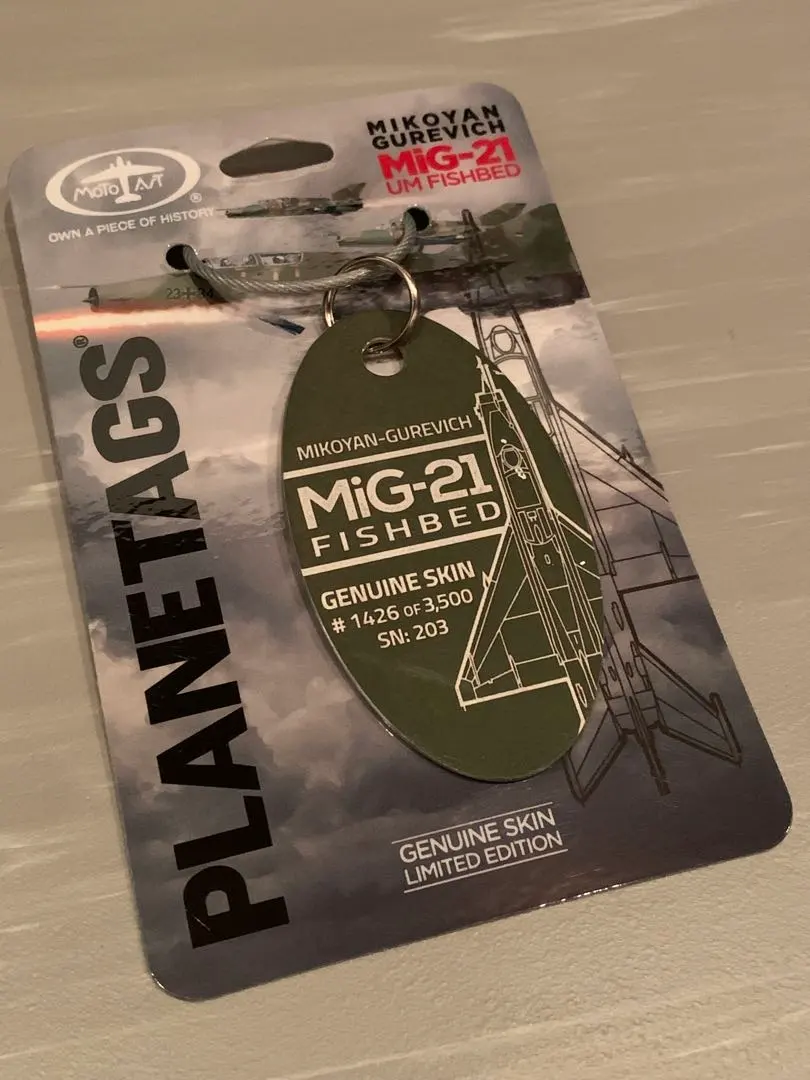 MIKOYAN
GUREVICH
MiG-21
UM FISHBED
MOTO ART
®
OWN A PIECE OF HISTORY
PLANETAGS®
MIKOYAN-GUREVICH
MiG-21
FISHBED
GENUINE SKIN
# 1426 OF 3,500
SN: 203
GENUINE SKIN
LIMITED EDITION